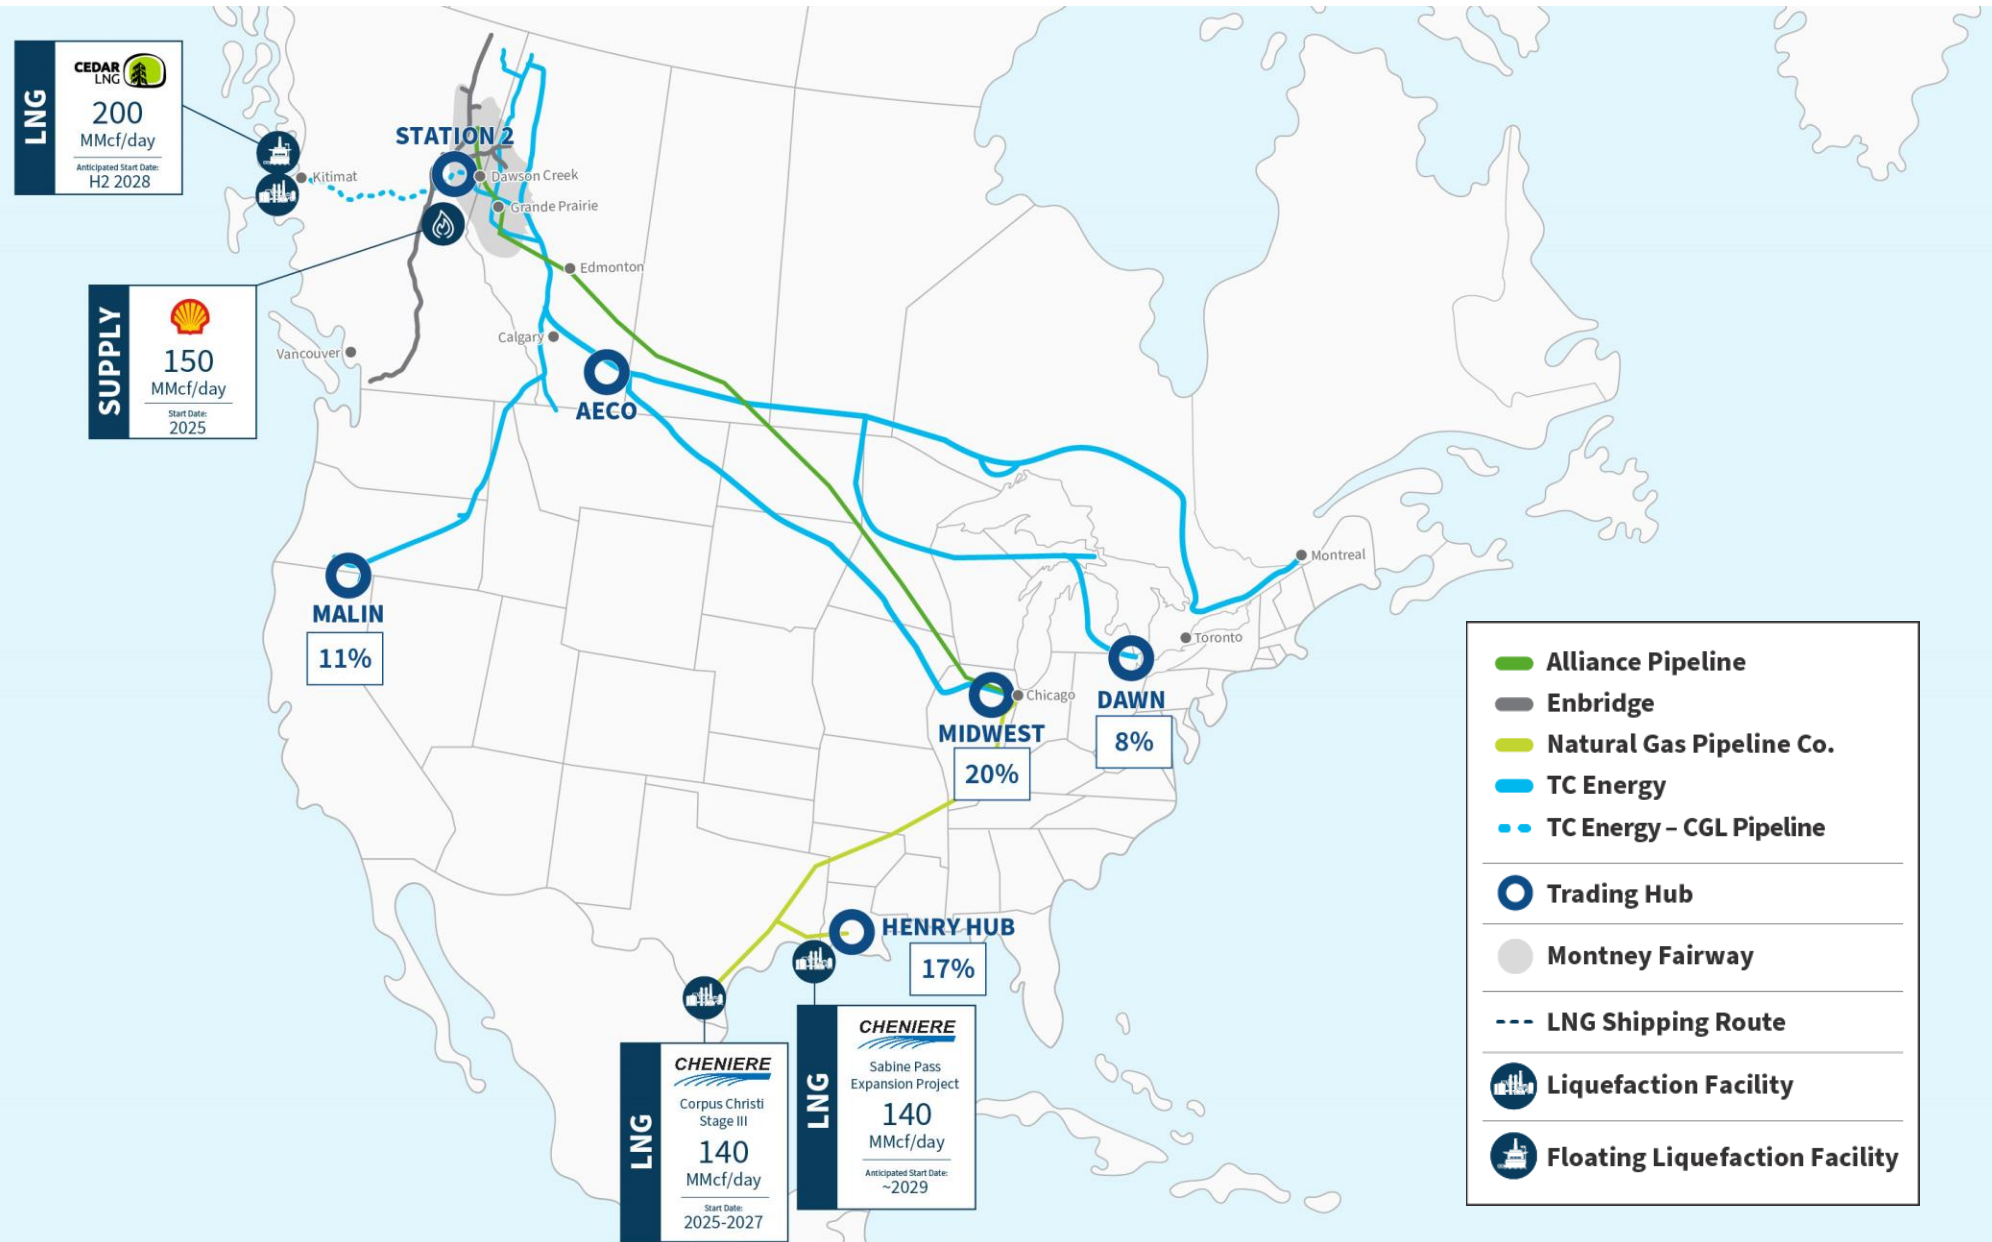 LNG
CEDAR
LNG
200
MMcf/day
Anticipated Start Date:
H2 2028
STATION 2
Kitimat
Dawson Creek
Grande Prairie
Edmonton
SUPPLY
150
MMcf/day
Start Date:
2025
Vancouver
Calgary
AECO
Montreal
MALIN
11%
Toronto
Chicago
DAWN
8%
MIDWEST
20%
HENRY HUB
17%
LNG
CHENIERE
Corpus Christi
Stage III
140
MMcf/day
Start Date:
2025-2027
LNG
CHENIERE
Sabine Pass
Expansion Project
140
MMcf/day
Anticipated Start Date:
~2029
Alliance Pipeline
Enbridge
Natural Gas Pipeline Co.
TC Energy
TC Energy – CGL Pipeline
Trading Hub
Montney Fairway
LNG Shipping Route
Liquefaction Facility
Floating Liquefaction Facility